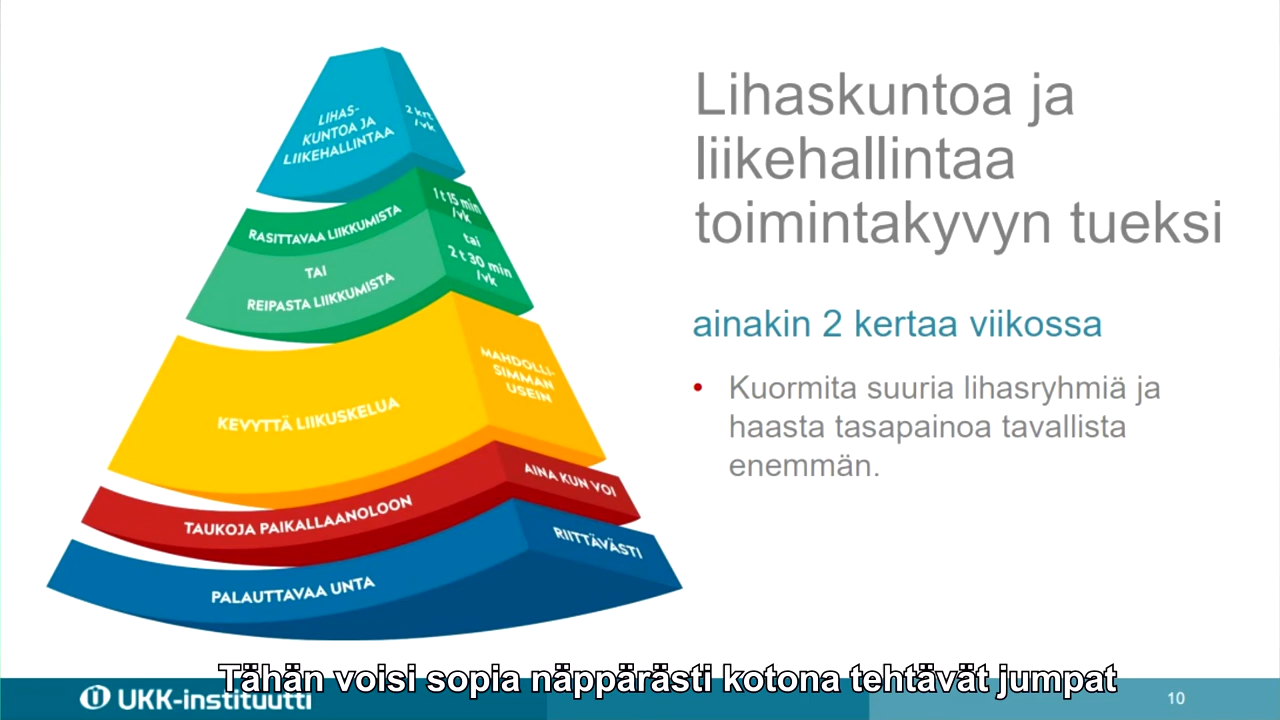 LIHAS-
KUNTOA JA
LIIKEHALLINTAA
2 krt
/vk
RASITTAVAA LIIKKUMISTA
1 t 15 min
/vk
TAI
tai
REIPASTA LIIKKUMISTA
2 t 30 min
/vk
KEVYTTÄ LIIKUSKELUA
MAHDOLLI-
SIMMAN
USEIN
TAUKOJA PAIKALLAANOLOON
AINA KUN VOI
PALAUTTAVAA UNTA
RIITTÄVÄSTI
Lihaskuntoa ja
liikehallintaa
toimintakyvyn tueksi
ainakin 2 kertaa viikossa
• Kuormita suuria lihasryhmiä ja
haasta tasapainoa tavallista
enemmän.
Tähän voisi sopia näppärästi kotona tehtävät jumpat
UKK-instituutti
10